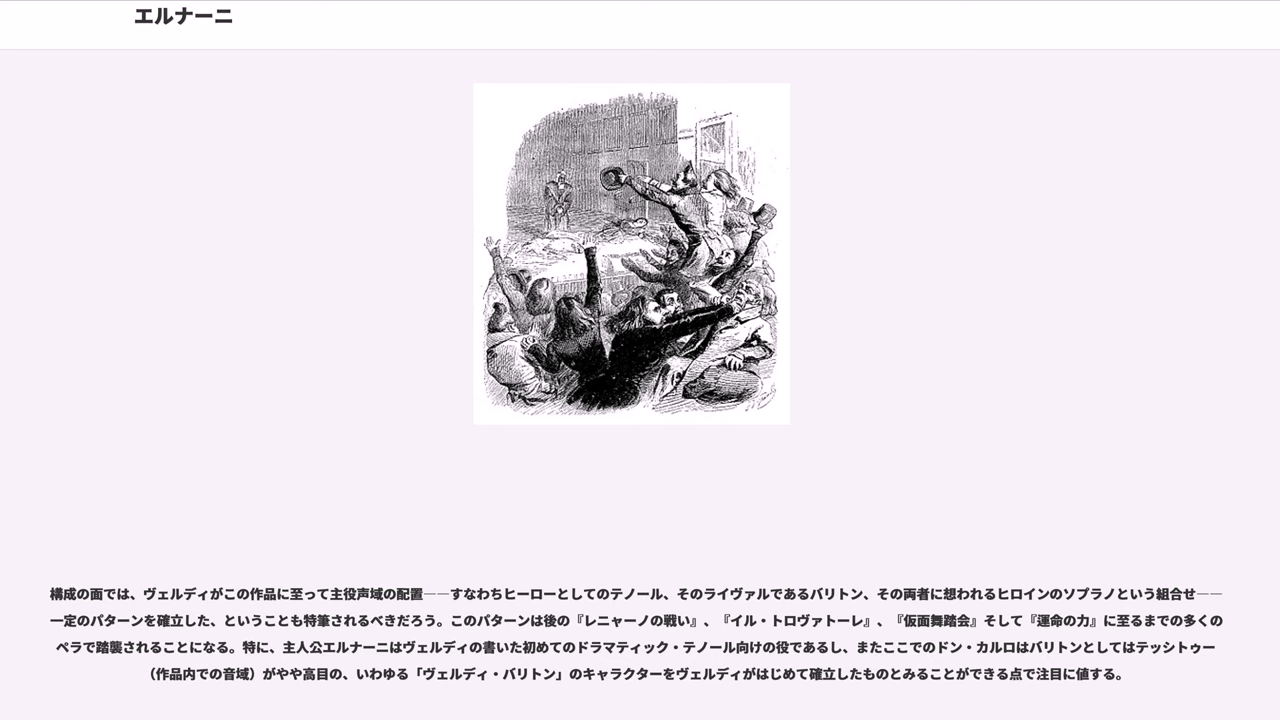 エルナーニ
構成の面では、ヴェルディがこの作品に至って主役声域の配置――すなわちヒーローとしてのテノール、そのライヴァルであるバリトン、その両者に想われるヒロインのソプラノという組合せ――
一定のパターンを確立した、ということも特筆されるべきだろう。このパターンは後の『レニャーノの戦い』、『イル・トロヴァトーレ』、『仮面舞踏会』そして『運命の力』に至るまでの多くの
ペラで踏襲されることになる。特に、主人公エルナーニはヴェルディの書いた初めてのドラマティック・テノール向けの役であるし、またここでのドン・カルロはバリトンとしてはテッシトゥー
（作品内での音域）がやや高目の、いわゆる「ヴェルディ・バリトン」のキャラクターをヴェルディがはじめて確立したものとみることができる点で注目に値する。